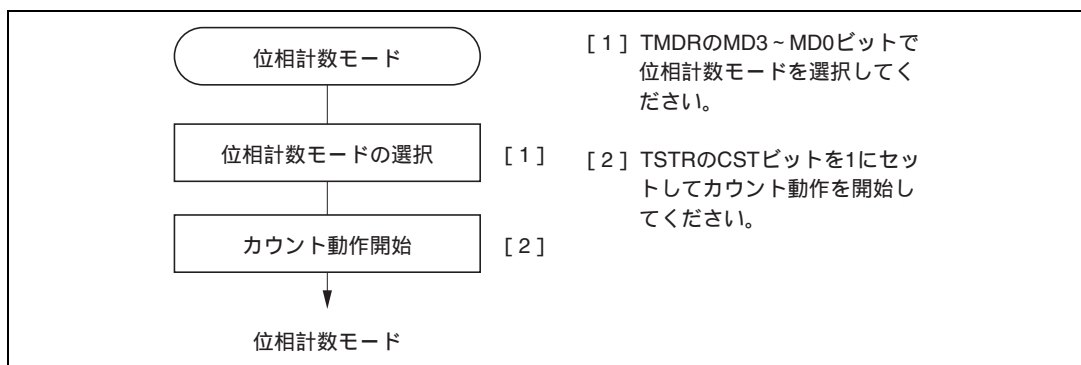 位相計数モード
位相計数モードの選択
[ 1 ]
カウント動作開始
[ 2 ]
位相計数モード
[ 1 ] TMDRのMD3~MD0ビットで
位相計数モードを選択してく
ださい。
[ 2 ] TSTRのCSTビットを1にセッ
トしてカウント動作を開始し
てください。